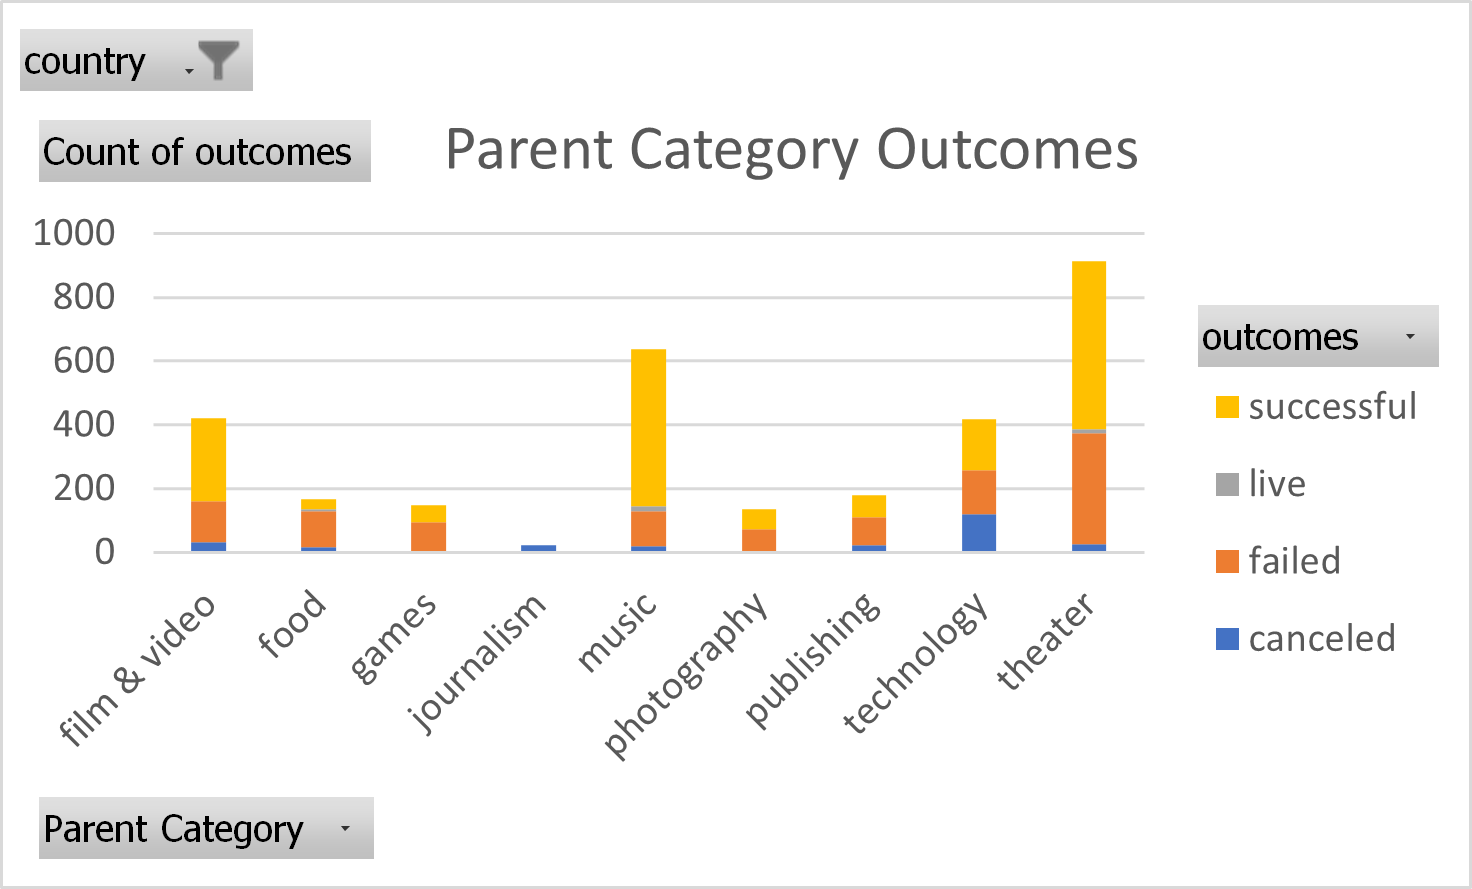 country
Count of outcomes
Parent Category Outcomes
1000
800
600
400
200
0
film & video
food
games
journalism
music
photography
publishing
technology
theater
outcomes
successful
live
failed
canceled
Parent Category